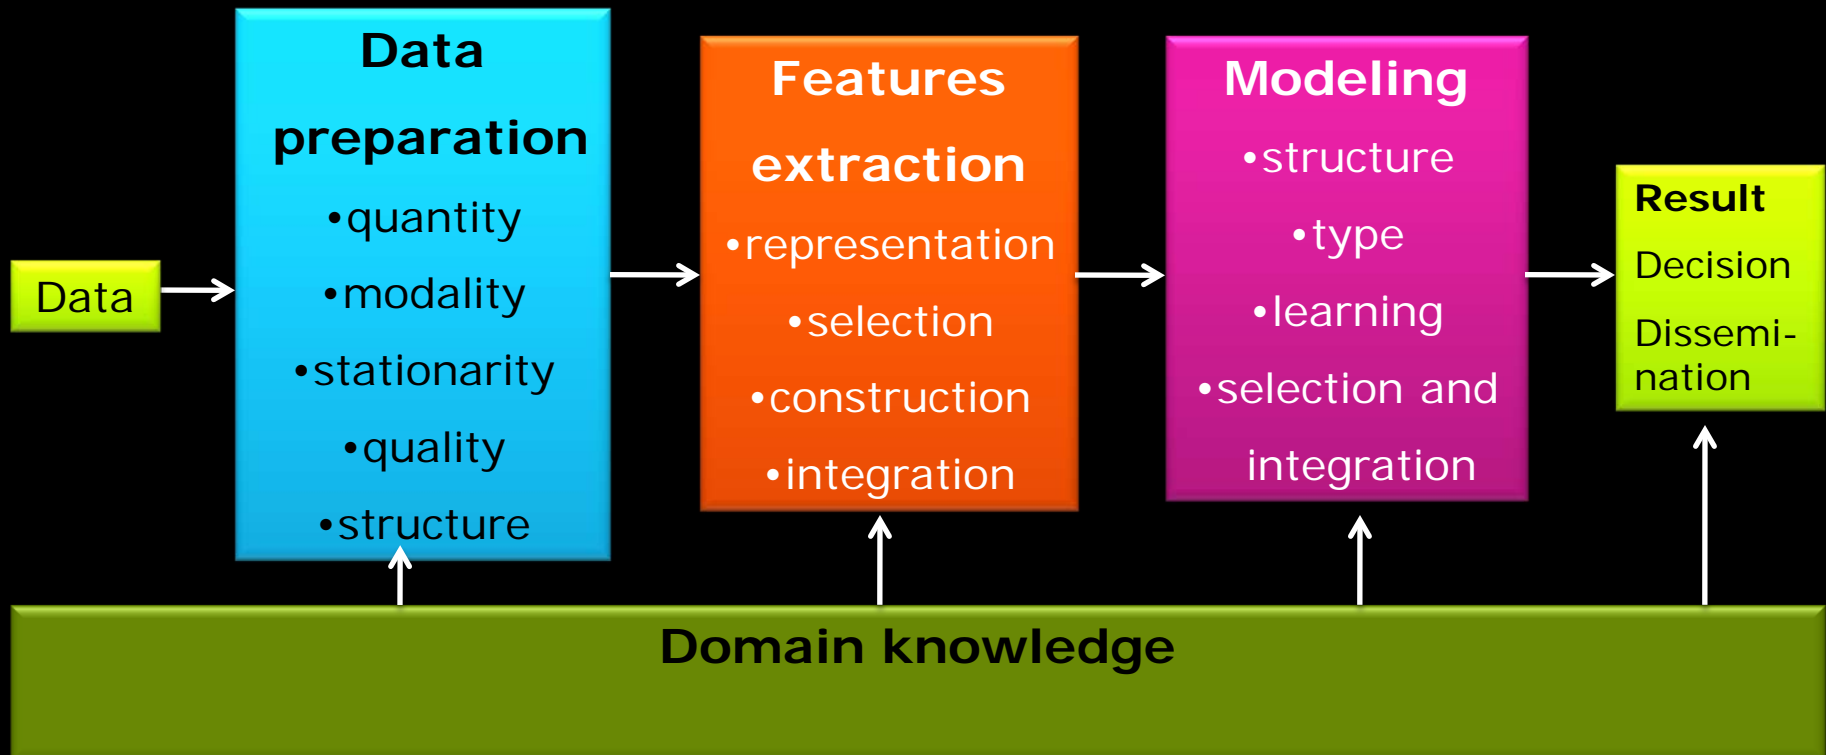 Data
Data
preparation
•quantity
•modality
•stationarity
•quality
•structure
Features
extraction
•representation
•selection
•construction
•integration
Modeling
•structure
•type
•learning
•selection and
integration
Result
Decision
Dissemi-
nation
Domain knowledge